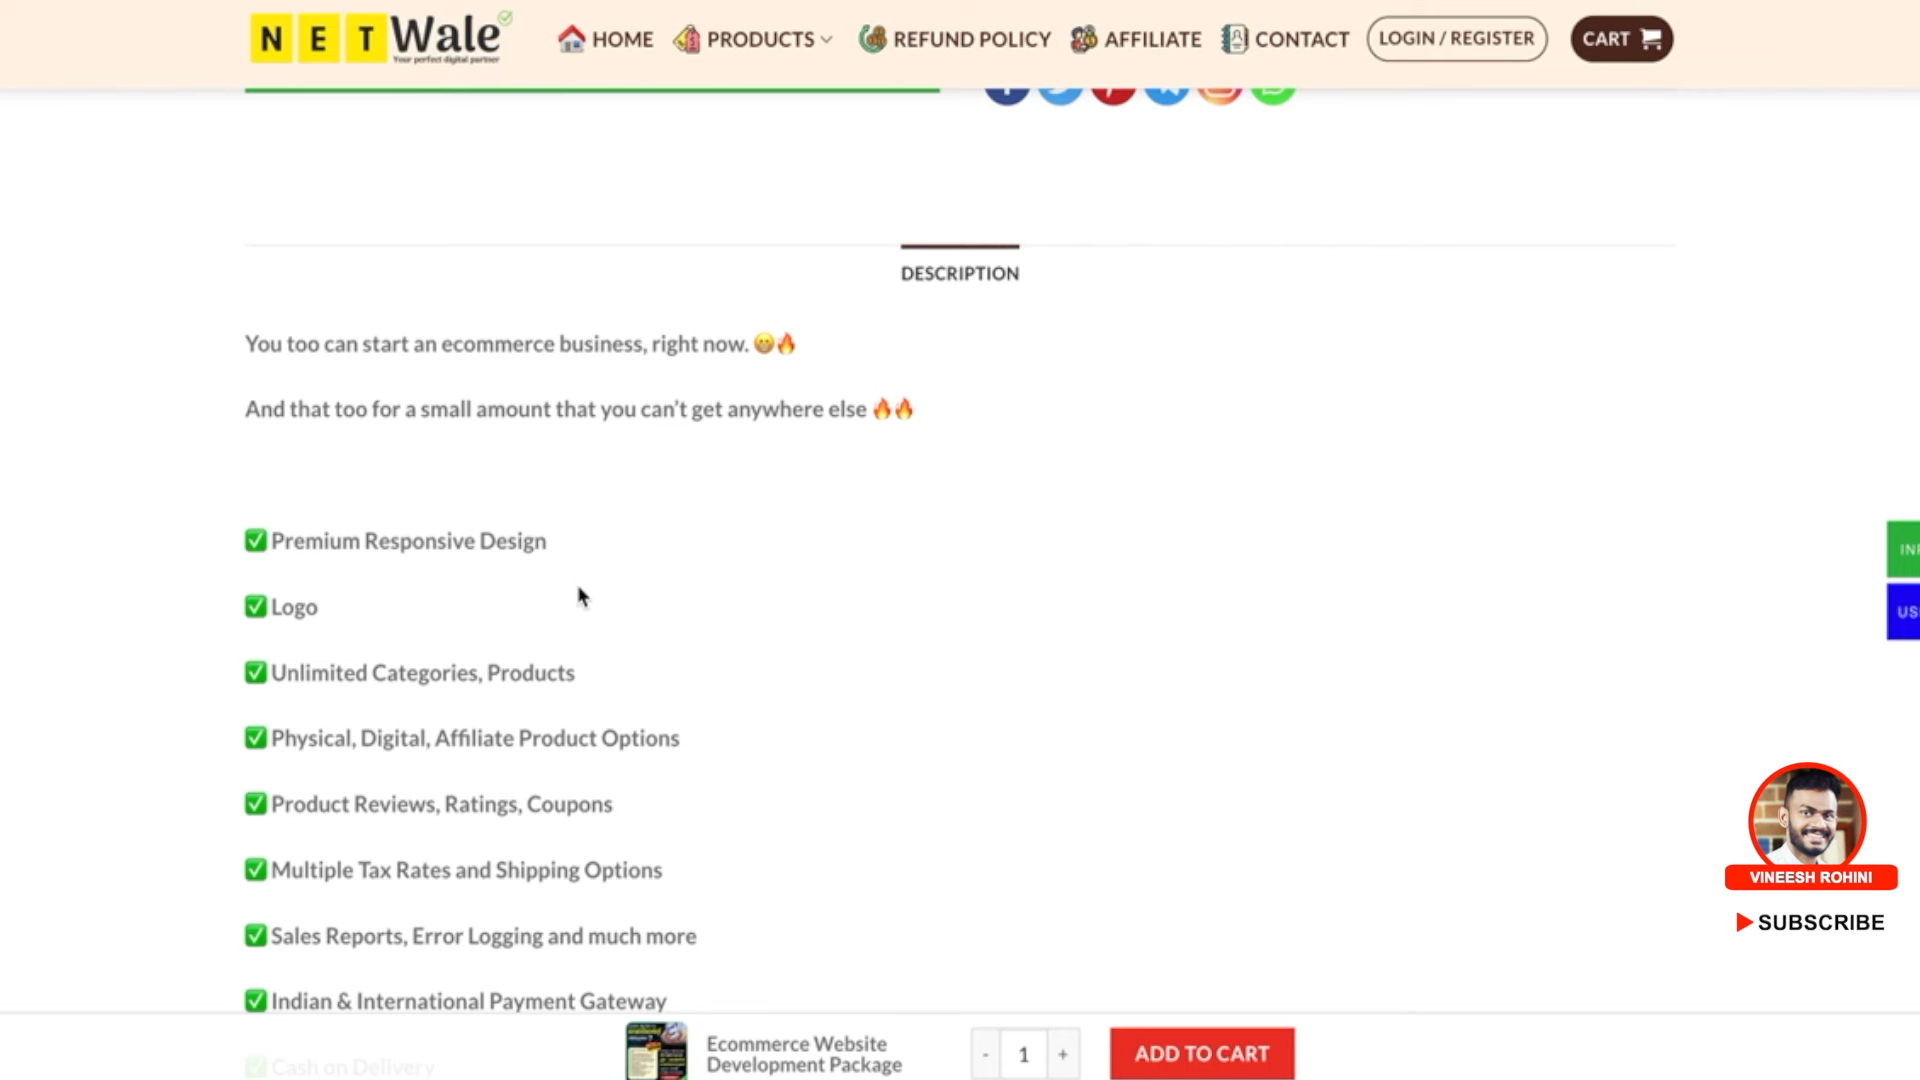 NET Wale
Your perfect digital partner
HOME
PRODUCTS
REFUND POLICY
AFFILIATE
CONTACT
LOGIN / REGISTER
CART
DESCRIPTION
You too can start an ecommerce business, right now. 😁🔥
And that too for a small amount that you can't get anywhere else 🔥🔥
✅ Premium Responsive Design
✅ Logo
✅ Unlimited Categories, Products
✅ Physical, Digital, Affiliate Product Options
✅ Product Reviews, Ratings, Coupons
✅ Multiple Tax Rates and Shipping Options
✅ Sales Reports, Error Logging and much more
✅ Indian & International Payment Gateway
✅ Cash on Delivery
VINEESH ROHINI
SUBSCRIBE
Ecommerce Website
Development Package
- 1 +
ADD TO CART